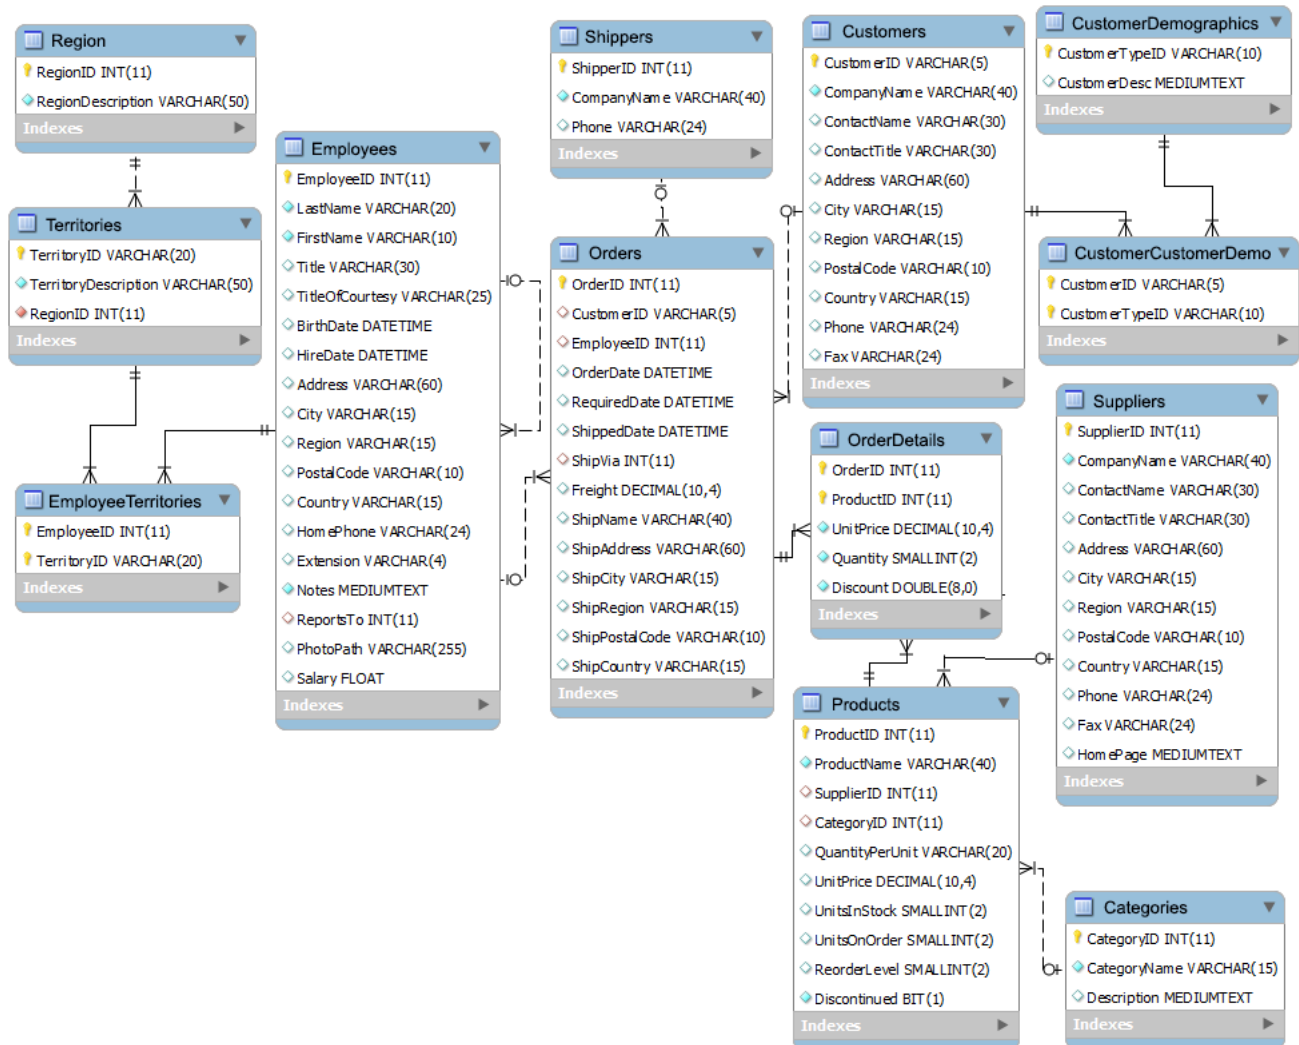 Region
RegionID INT(11)
RegionDescription VARCHAR(50)
Indexes
Territories
TerritoryID VARCHAR(20)
TerritoryDescription VARCHAR(50)
RegionID INT(11)
Indexes
EmployeeTerritories
EmployeeID INT(11)
TerritoryID VARCHAR(20)
Indexes
Employees
EmployeeID INT(11)
LastName VARCHAR(20)
FirstName VARCHAR(10)
Title VARCHAR(30)
TitleOfCourtesy VARCHAR(25)
BirthDate DATETIME
HireDate DATETIME
Address VARCHAR(60)
City VARCHAR(15)
Region VARCHAR(15)
PostalCode VARCHAR(10)
Country VARCHAR(15)
HomePhone VARCHAR(24)
Extension VARCHAR(4)
Notes MEDIUMTEXT
ReportsTo INT(11)
PhotoPath VARCHAR(255)
Salary FLOAT
Indexes
Shippers
ShipperID INT(11)
CompanyName VARCHAR(40)
Phone VARCHAR(24)
Indexes
Orders
OrderID INT(11)
CustomerID VARCHAR(5)
EmployeeID INT(11)
OrderDate DATETIME
RequiredDate DATETIME
ShippedDate DATETIME
ShipVia INT(11)
Freight DECIMAL(10,4)
ShipName VARCHAR(40)
ShipAddress VARCHAR(60)
ShipCity VARCHAR(15)
ShipRegion VARCHAR(15)
ShipPostalCode VARCHAR(10)
ShipCountry VARCHAR(15)
Indexes
Customers
CustomerID VARCHAR(5)
CompanyName VARCHAR(40)
ContactName VARCHAR(30)
ContactTitle VARCHAR(30)
Address VARCHAR(60)
City VARCHAR(15)
Region VARCHAR(15)
PostalCode VARCHAR(10)
Country VARCHAR(15)
Phone VARCHAR(24)
Fax VARCHAR(24)
Indexes
CustomerDemographics
CustomerTypeID VARCHAR(10)
CustomerDesc MEDIUMTEXT
Indexes
CustomerCustomerDemo
CustomerID VARCHAR(5)
CustomerTypeID VARCHAR(10)
Indexes
OrderDetails
OrderID INT(11)
ProductID INT(11)
UnitPrice DECIMAL(10,4)
Quantity SMALLINT(2)
Discount DOUBLE(8,0)
Indexes
Suppliers
SupplierID INT(11)
CompanyName VARCHAR(40)
ContactName VARCHAR(30)
ContactTitle VARCHAR(30)
Address VARCHAR(60)
City VARCHAR(15)
Region VARCHAR(15)
PostalCode VARCHAR(10)
Country VARCHAR(15)
Phone VARCHAR(24)
Fax VARCHAR(24)
HomePage MEDIUMTEXT
Indexes
Products
ProductID INT(11)
ProductName VARCHAR(40)
SupplierID INT(11)
CategoryID INT(11)
QuantityPerUnit VARCHAR(20)
UnitPrice DECIMAL(10,4)
UnitsInStock SMALLINT(2)
UnitsOnOrder SMALLINT(2)
ReorderLevel SMALLINT(2)
Discontinued BIT(1)
Indexes
Categories
CategoryID INT(11)
CategoryName VARCHAR(15)
Description MEDIUMTEXT
Indexes